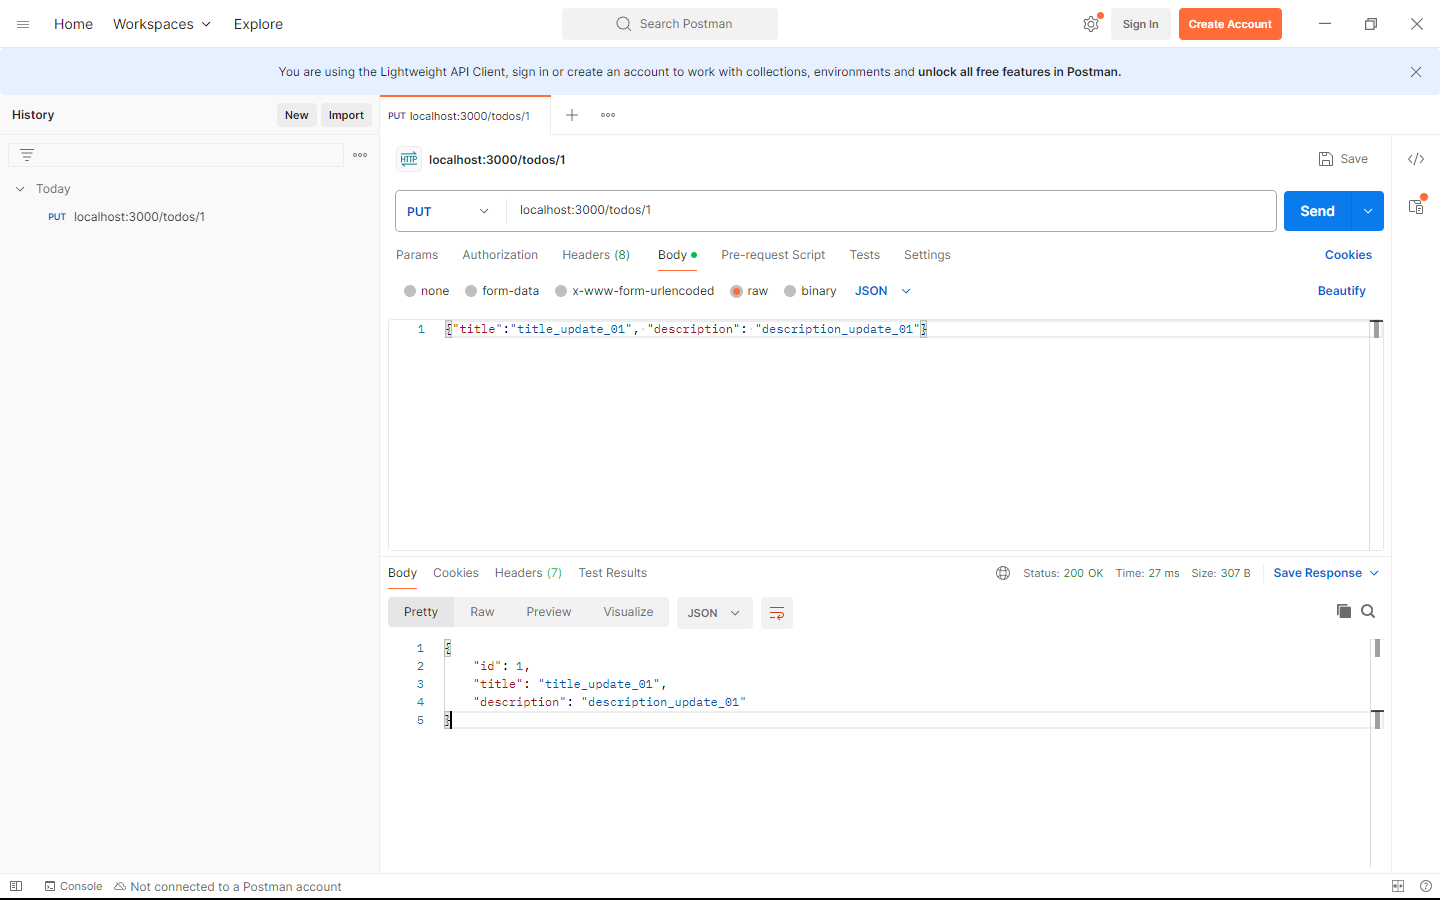 Home Workspaces Explore Search Postman Sign In Create Account
You are using the Lightweight API Client, sign in or create an account to work with collections, environments and unlock all free features in Postman.
History New Import PUT localhost:3000/todos/1
HTTP localhost:3000/todos/1 Save
Today
PUT localhost:3000/todos/1
PUT localhost:3000/todos/1 Send
Params Authorization Headers (8) Body Pre-request Script Tests Settings Cookies
none form-data x-www-form-urlencoded raw binary JSON Beautify
1 {"title":"title_update_01", "description": "description_update_01"}
Body Cookies Headers (7) Test Results Status: 200 OK Time: 27 ms Size: 307 B Save Response
Pretty Raw Preview Visualize JSON
1 {
2 "id": 1,
3 "title": "title_update_01",
4 "description": "description_update_01"
5 }
Console Not connected to a Postman account